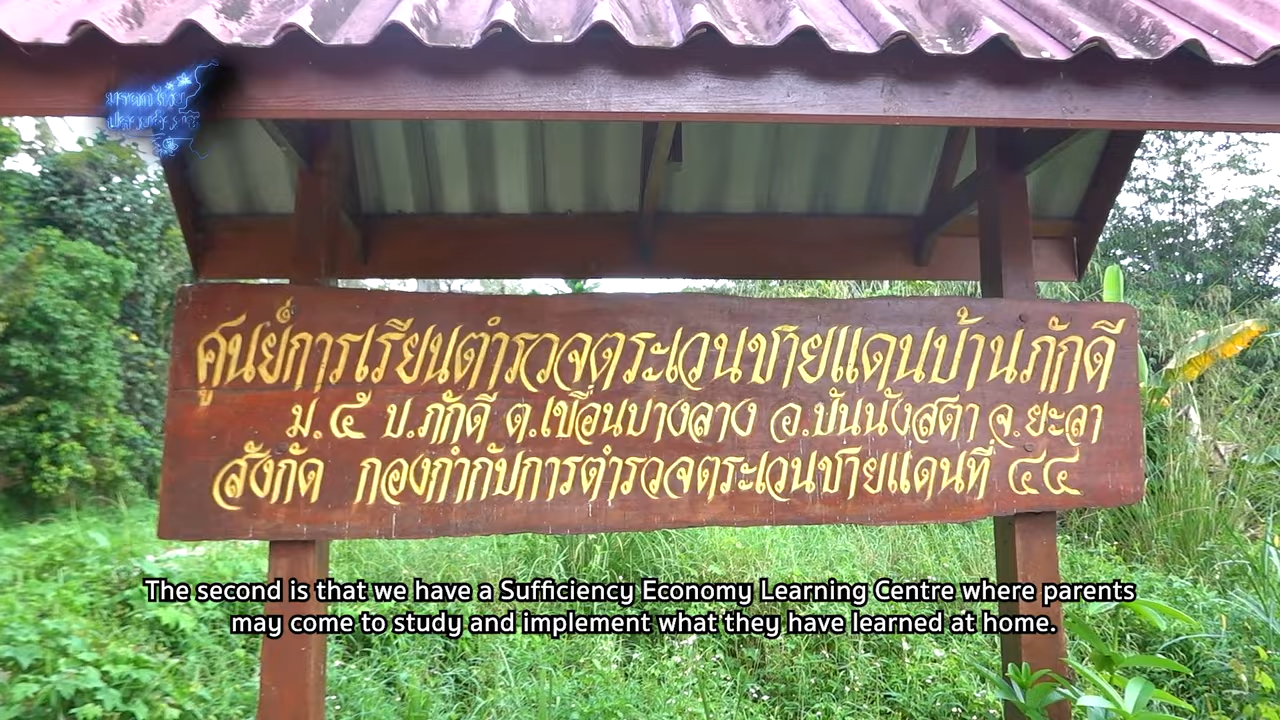 ศูนย์การเรียนตำรวจตระเวนชายแดนบ้านภักดี
ม.๕ บ.ภักดี ต.เขื่อนบางลาง อ.บันนังสตา จ.ยะลา
สังกัด กองกำกับการตำรวจตระเวนชายแดนที่ ๔๔
The second is that we have a Sufficiency Economy Learning Centre where parents
may come to study and implement what they have learned at home.